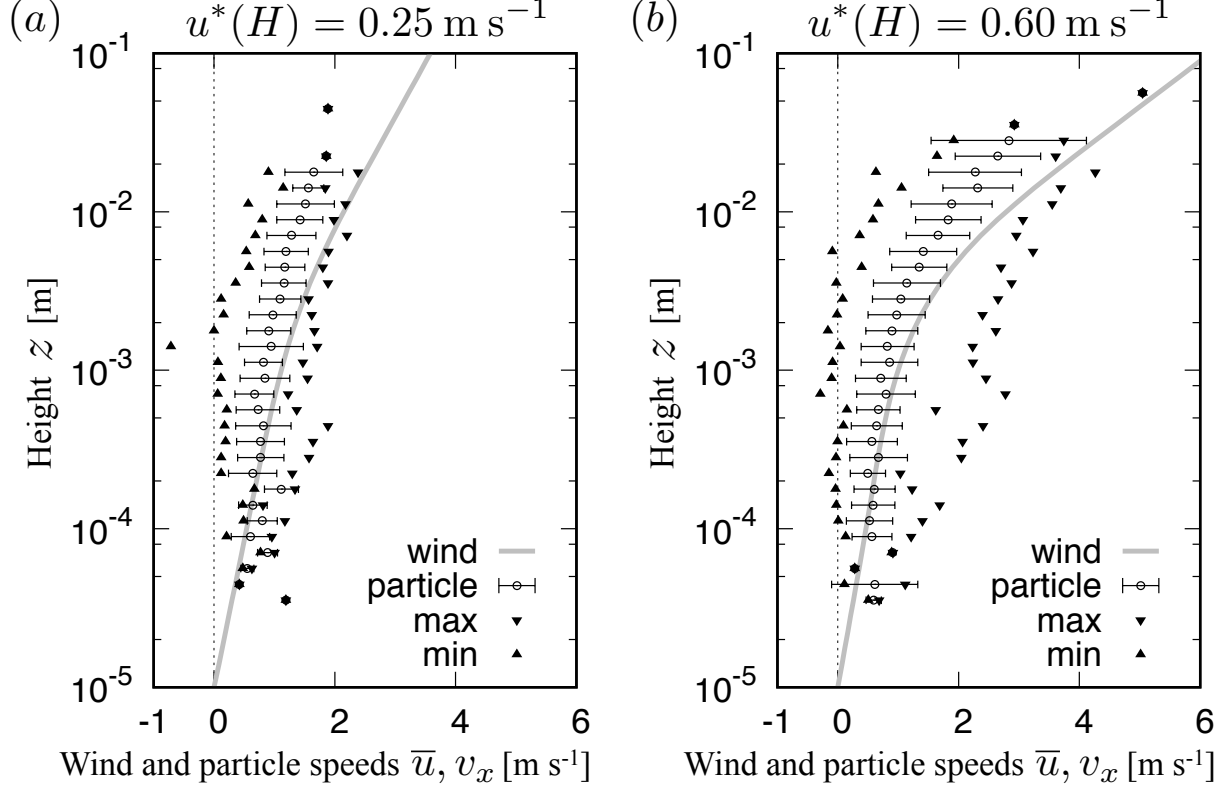 (a) u*(H) = 0.25 m s⁻¹
10⁻¹
10⁻²
10⁻³
10⁻⁴
10⁻⁵
Height z [m]
wind
particle
max
min
-1 0 2 4 6
Wind and particle speeds u̅, vₓ [m s⁻¹]
(b) u*(H) = 0.60 m s⁻¹
10⁻¹
10⁻²
10⁻³
10⁻⁴
10⁻⁵
Height z [m]
wind
particle
max
min
-1 0 2 4 6
Wind and particle speeds u̅, vₓ [m s⁻¹]